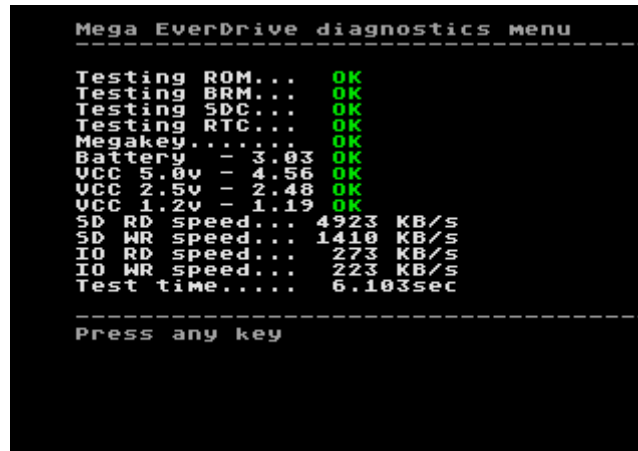 Mega EverDrive diagnostics menu
-----------------------------------
Testing ROM... OK
Testing BRM... OK
Testing SDC... OK
Testing RTC... OK
Megakey....... OK
Battery - 3.03 OK
VCC 5.0v - 4.56 OK
VCC 2.5v - 2.48 OK
VCC 1.2v - 1.19 OK
SD RD speed... 4923 KB/s
SD WR speed... 1410 KB/s
IO RD speed... 273 KB/s
IO WR speed... 223 KB/s
Test time..... 6.103sec
-----------------------------------
Press any key